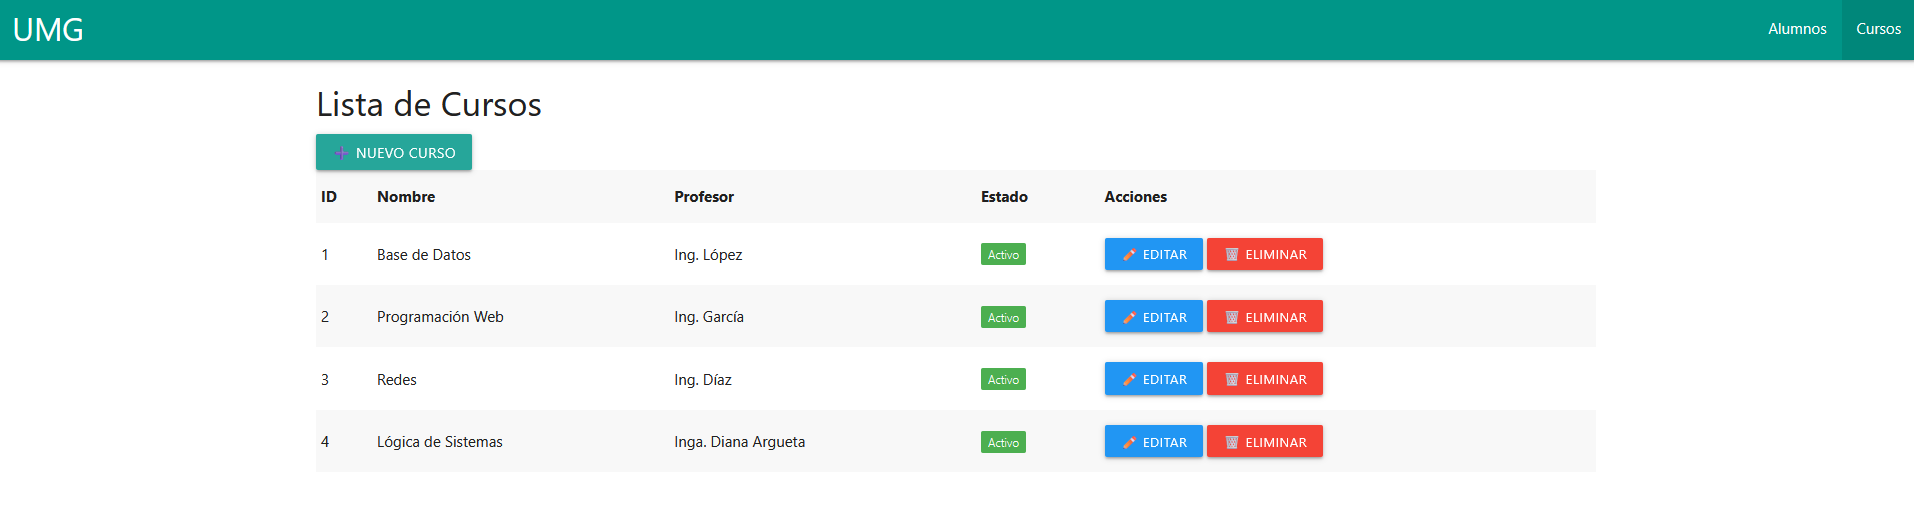 UMG Alumnos Cursos
Lista de Cursos
➕ NUEVO CURSO
ID Nombre Profesor Estado Acciones
1 Base de Datos Ing. López Activo EDITAR ELIMINAR
2 Programación Web Ing. García Activo EDITAR ELIMINAR
3 Redes Ing. Díaz Activo EDITAR ELIMINAR
4 Lógica de Sistemas Inga. Diana Argueta Activo EDITAR ELIMINAR